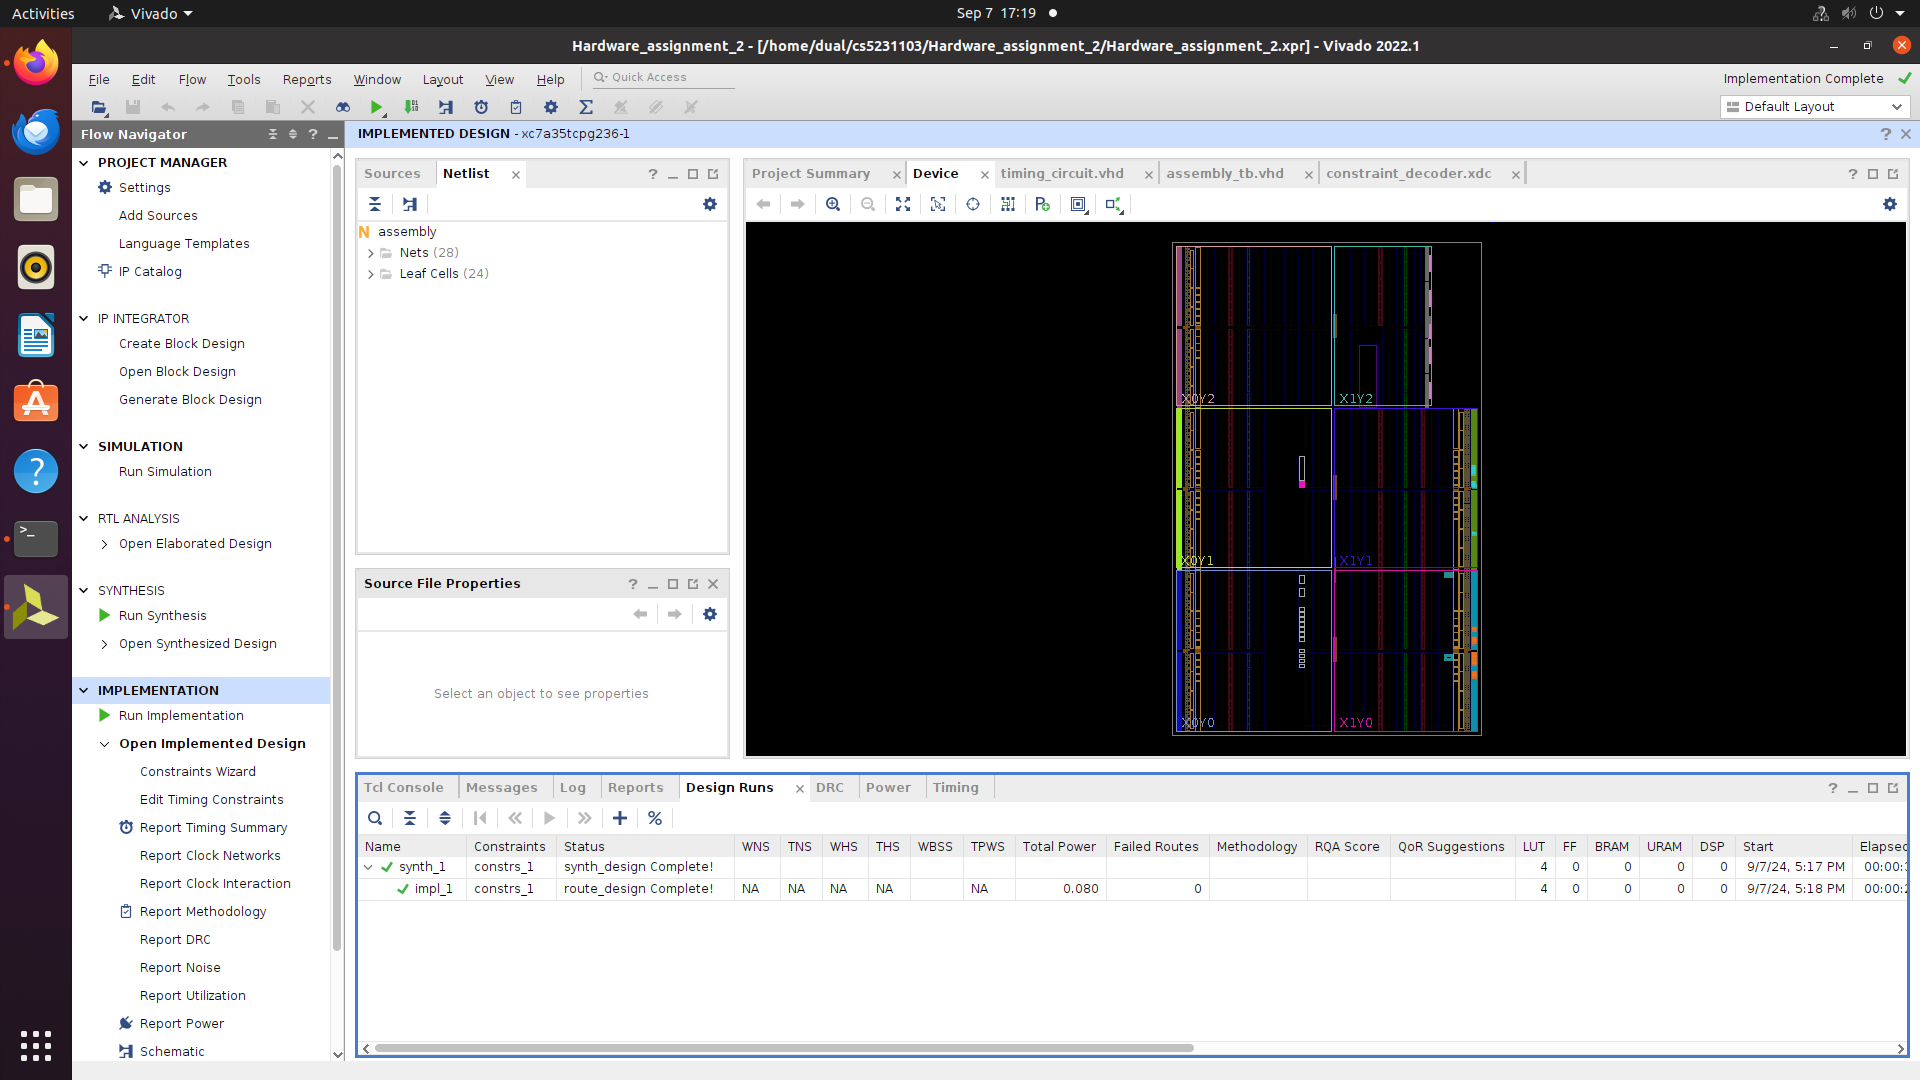 Activities
Vivado
Sep 7 17:19
Hardware_assignment_2 - [/home/dual/cs5231103/Hardware_assignment_2/Hardware_assignment_2.xpr] - Vivado 2022.1
File Edit Flow Tools Reports Window Layout View Help
Quick Access
Implementation Complete
Default Layout
Flow Navigator
IMPLEMENTED DESIGN - xc7a35tcpg236-1
PROJECT MANAGER
Settings
Add Sources
Language Templates
IP Catalog
IP INTEGRATOR
Create Block Design
Open Block Design
Generate Block Design
SIMULATION
Run Simulation
RTL ANALYSIS
Open Elaborated Design
SYNTHESIS
Run Synthesis
Open Synthesized Design
IMPLEMENTATION
Run Implementation
Open Implemented Design
Constraints Wizard
Edit Timing Constraints
Report Timing Summary
Report Clock Networks
Report Clock Interaction
Report Methodology
Report DRC
Report Noise
Report Utilization
Report Power
Schematic
Sources Netlist
N assembly
Nets (28)
Leaf Cells (24)
Source File Properties
Select an object to see properties
Project Summary Device timing_circuit.vhd assembly_tb.vhd constraint_decoder.xdc
X0Y2 X1Y2
X0Y1 X1Y1
X0Y0 X1Y0
Tcl Console Messages Log Reports Design Runs DRC Power Timing
Name Constraints Status WNS TNS WHS THS WBSS TPWS Total Power Failed Routes Methodology RQA Score QoR Suggestions LUT FF BRAM URAM DSP Start Elapsed
synth_1 constrs_1 synth_design Complete! 4 0 0 0 0 9/7/24, 5:17 PM 00:00:
impl_1 constrs_1 route_design Complete! NA NA NA NA NA 0.080 0 4 0 0 0 0 9/7/24, 5:18 PM 00:00:2